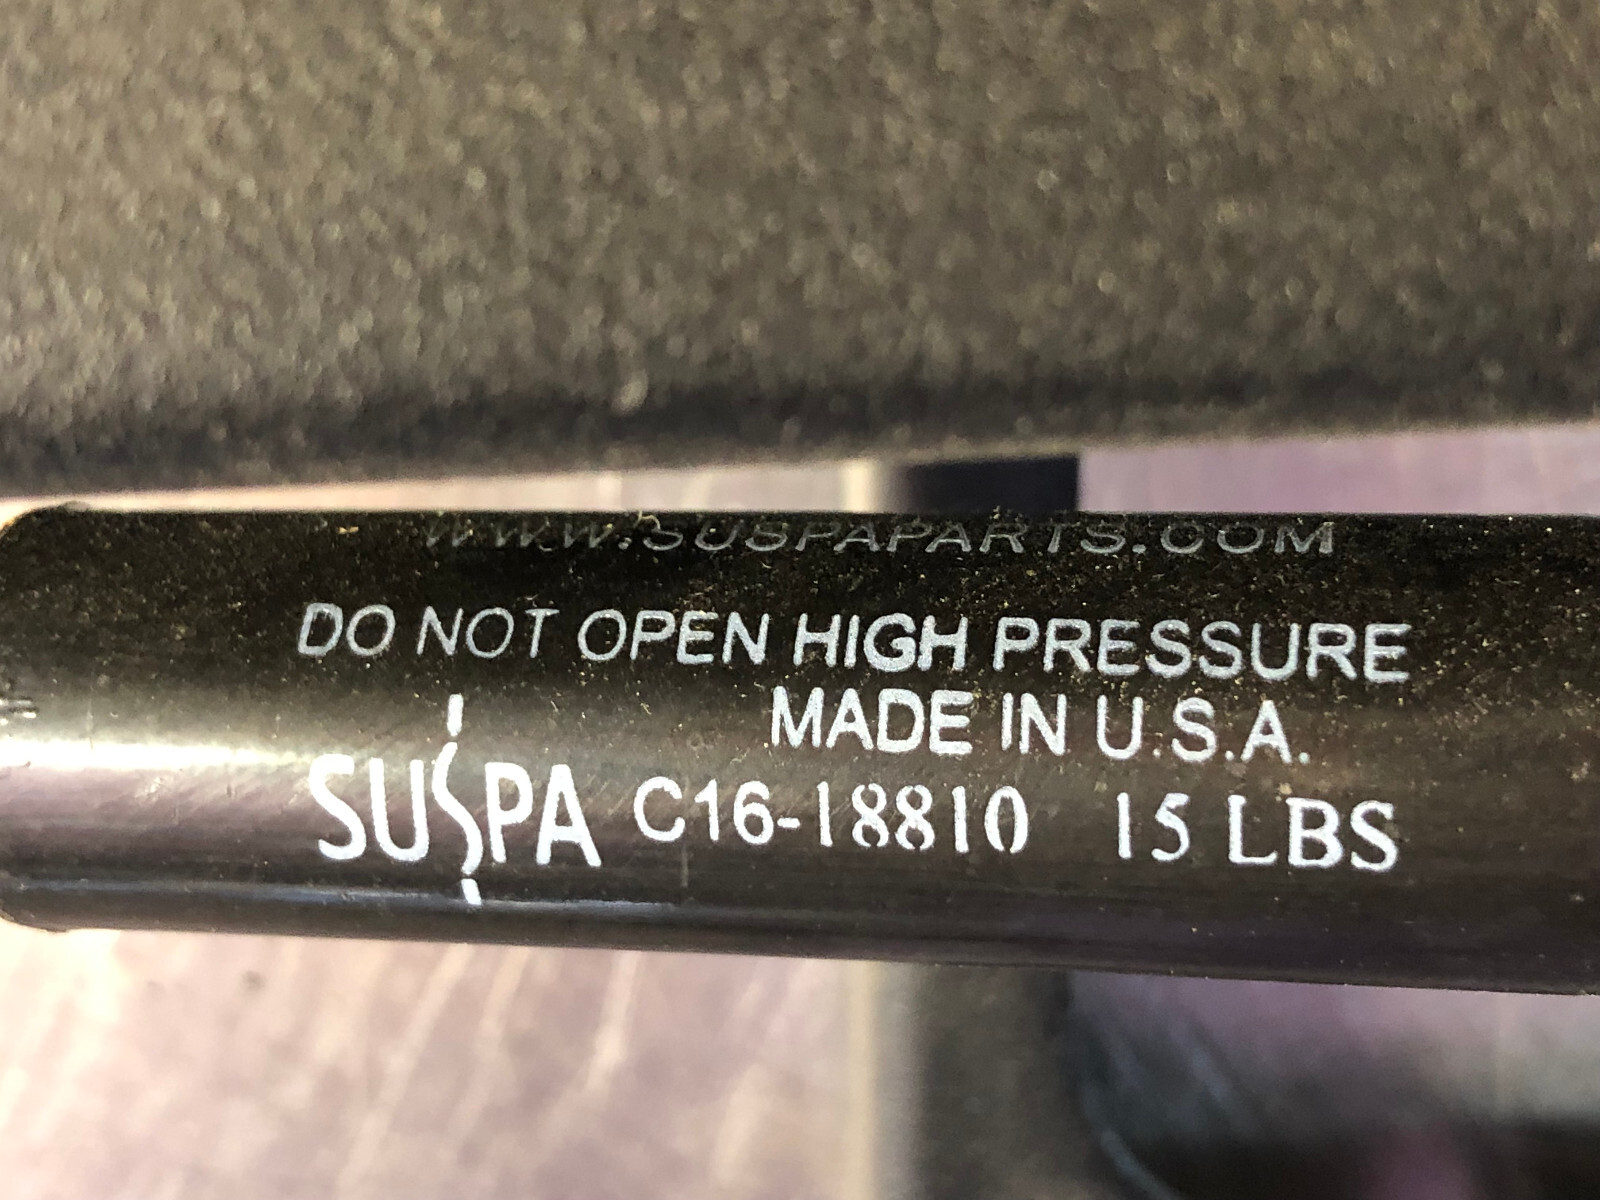 WWW.SUSPAPARTS.COM
DO NOT OPEN HIGH PRESSURE
MADE IN U.S.A.
SUSPA C16-18810 15 LBS